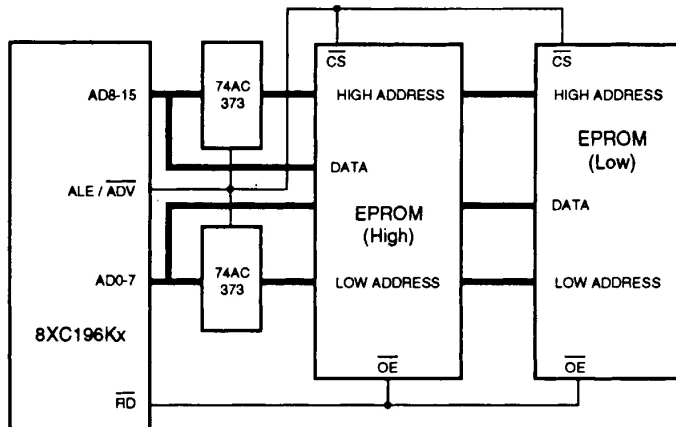 AD8-15
ALE / ADV
AD0-7
8XC196Kx
RD
74AC
373
74AC
373
CS
HIGH ADDRESS
DATA
EPROM
(High)
LOW ADDRESS
OE
CS
HIGH ADDRESS
EPROM
(Low)
DATA
LOW ADDRESS
OE